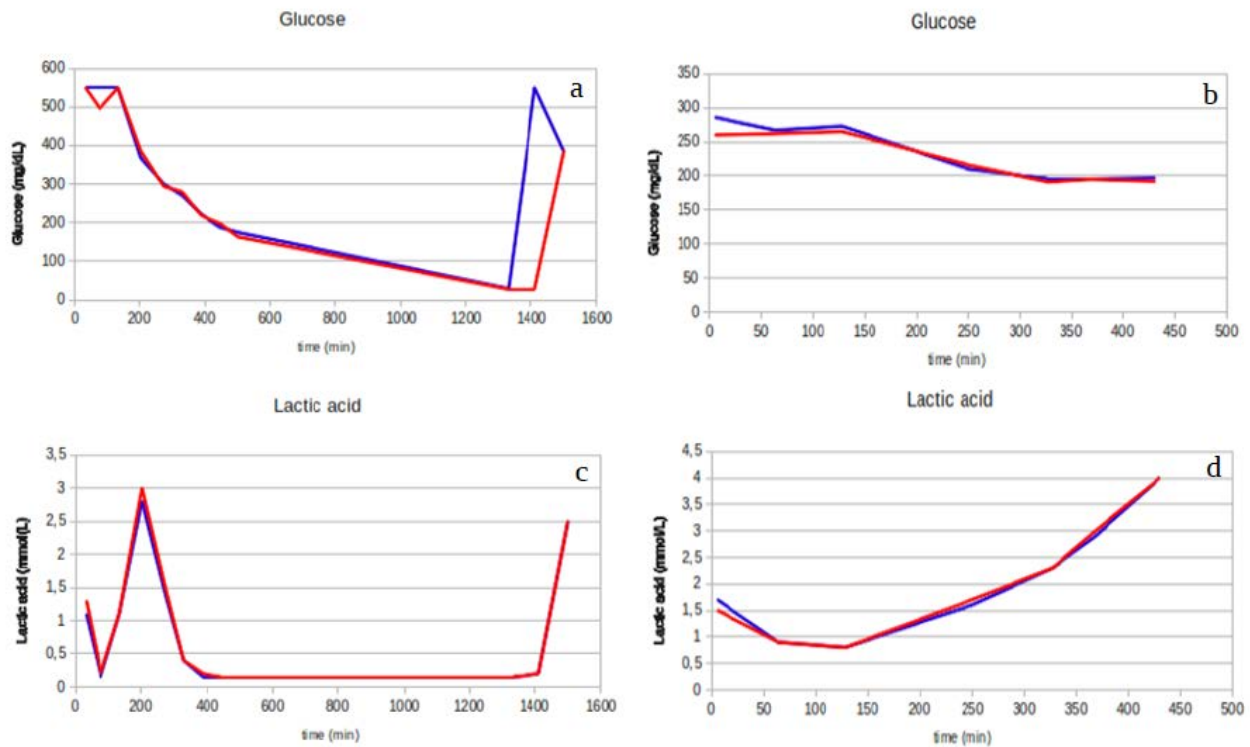 Glucose
a
Glucose (mg/dL)
600
500
400
300
200
100
0
0 200 400 600 800 1000 1200 1400 1600
time (min)
Glucose
b
Glucose (mg/dL)
350
300
250
200
150
100
50
0
0 50 100 150 200 250 300 350 400 450 500
time (min)
Lactic acid
c
Lactic acid (mmol(L)
3,5
3
2,5
2
1,5
1
0,5
0
0 200 400 600 800 1000 1200 1400 1600
time (min)
Lactic acid
d
Lactic acid (mmol/L)
4,5
4
3,5
3
2,5
2
1,5
1
0,5
0
0 50 100 150 200 250 300 350 400 450 500
time (min)